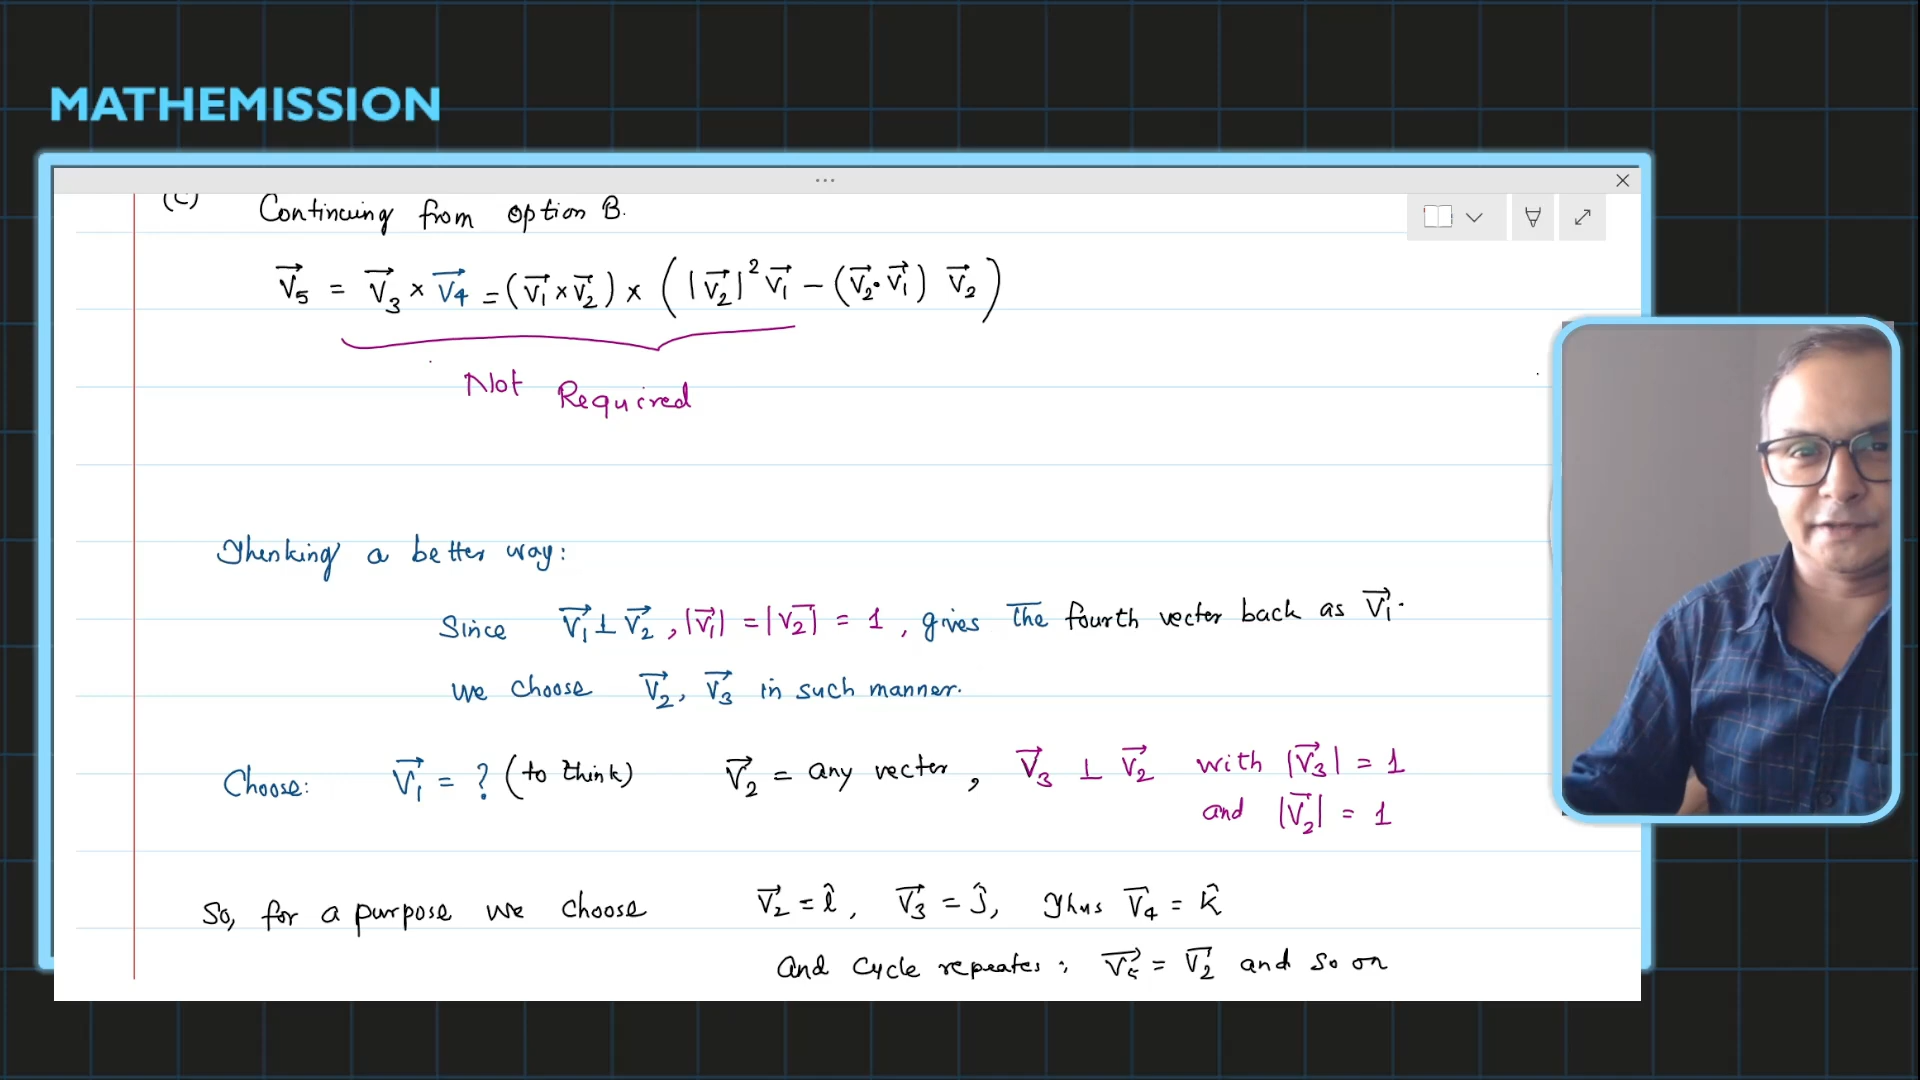 MATHEMISSION
(C) Continuing from option B.
V⃗5 = V⃗3 × V⃗4 = (V⃗1 × V⃗2) × (|V⃗2|² V⃗1 − (V⃗2·V⃗1) V⃗2)
Not Required
Thinking a better way:
Since V⃗1 ⊥ V⃗2, |V⃗1| = |V⃗2| = 1, gives the fourth vector back as V⃗1.
we choose V⃗2, V⃗3 in such manner.
Choose: V⃗1 = ? (to think) V⃗2 = any vector, V⃗3 ⊥ V⃗2 with |V⃗3| = 1
and |V⃗2| = 1
So, for a purpose we choose V⃗2 = î, V⃗3 = ĵ, Thus V⃗4 = k̂
And Cycle repeates: V⃗5 = V⃗2 and so on